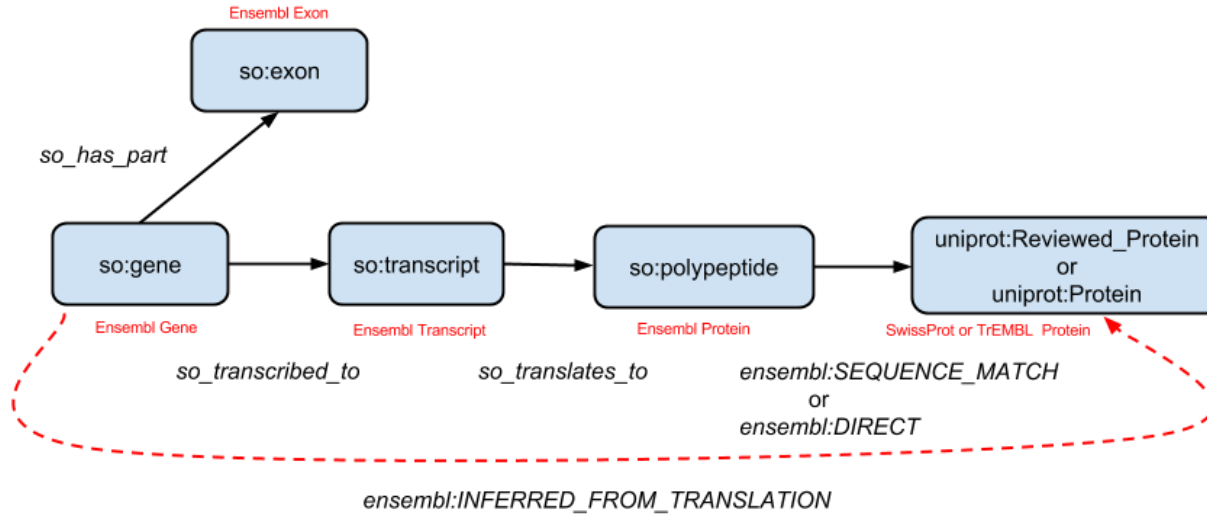 Ensembl Exon
so:exon
so_has_part
so:gene
so:transcript
so:polypeptide
uniprot:Reviewed_Protein
or
uniprot:Protein
Ensembl Gene
Ensembl Transcript
Ensembl Protein
SwissProt or TrEMBL Protein
so_transcribed_to
so_translates_to
ensembl:SEQUENCE_MATCH
or
ensembl:DIRECT
ensembl:INFERRED_FROM_TRANSLATION